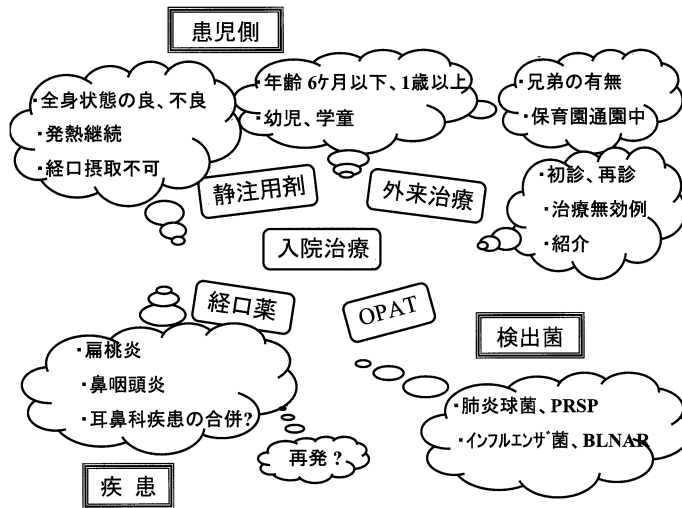 患児側
・全身状態の良、不良
・発熱継続
・経口摂取不可
・年齢 6ケ月以下、1歳以上
・幼児、学童
・兄弟の有無
・保育園通園中
・初診、再診
・治療無効例
・紹介
静注用剤
外来治療
入院治療
経口薬
OPAT
検出菌
・扁桃炎
・鼻咽頭炎
・耳鼻科疾患の合併?
再発？
・肺炎球菌、PRSP
・インフルエンザ菌、BLNAR
疾 患